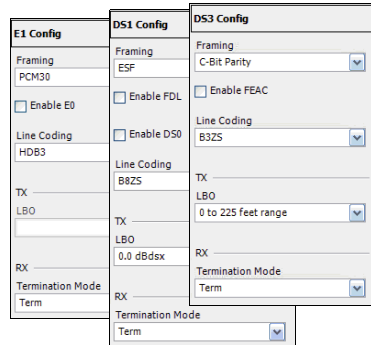 E1 Config
Framing
PCM30
Enable E0
Line Coding
HDB3
TX
LBO
RX
Termination Mode
Term
DS1 Config
Framing
ESF
Enable FDL
Enable DS0
Line Coding
B8ZS
TX
LBO
0.0 dBdsx
RX
Termination Mode
Term
DS3 Config
Framing
C-Bit Parity
Enable FEAC
Line Coding
B3ZS
TX
LBO
0 to 225 feet range
RX
Termination Mode
Term